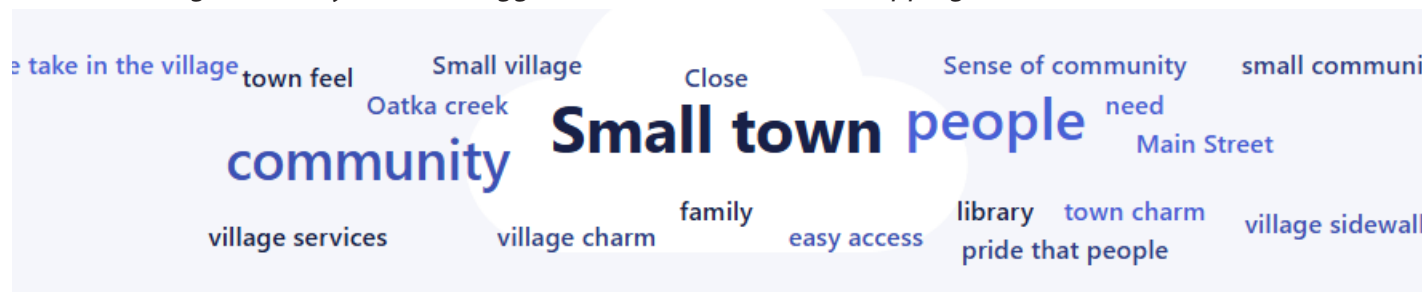 e take in the village
town feel
Small village
Close
Sense of community
small communi
Oatka creek
Small town
people
need
Main Street
community
family
library
town charm
village services
village charm
easy access
pride that people
village sidewal